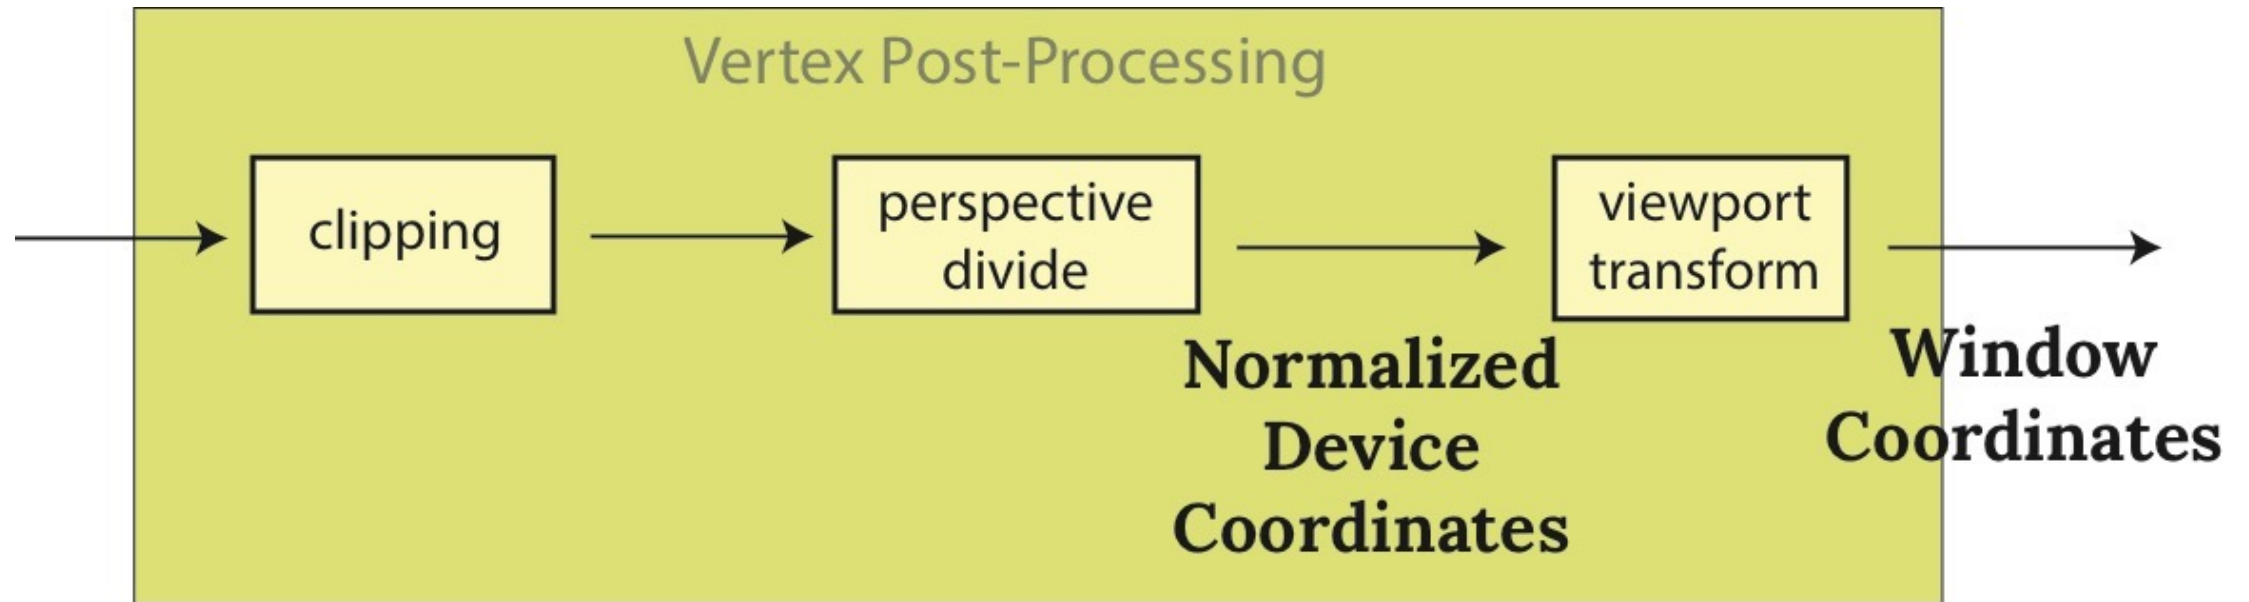 Vertex Post-Processing
clipping
perspective
divide
viewport
transform
Normalized
Device
Coordinates
Window
Coordinates